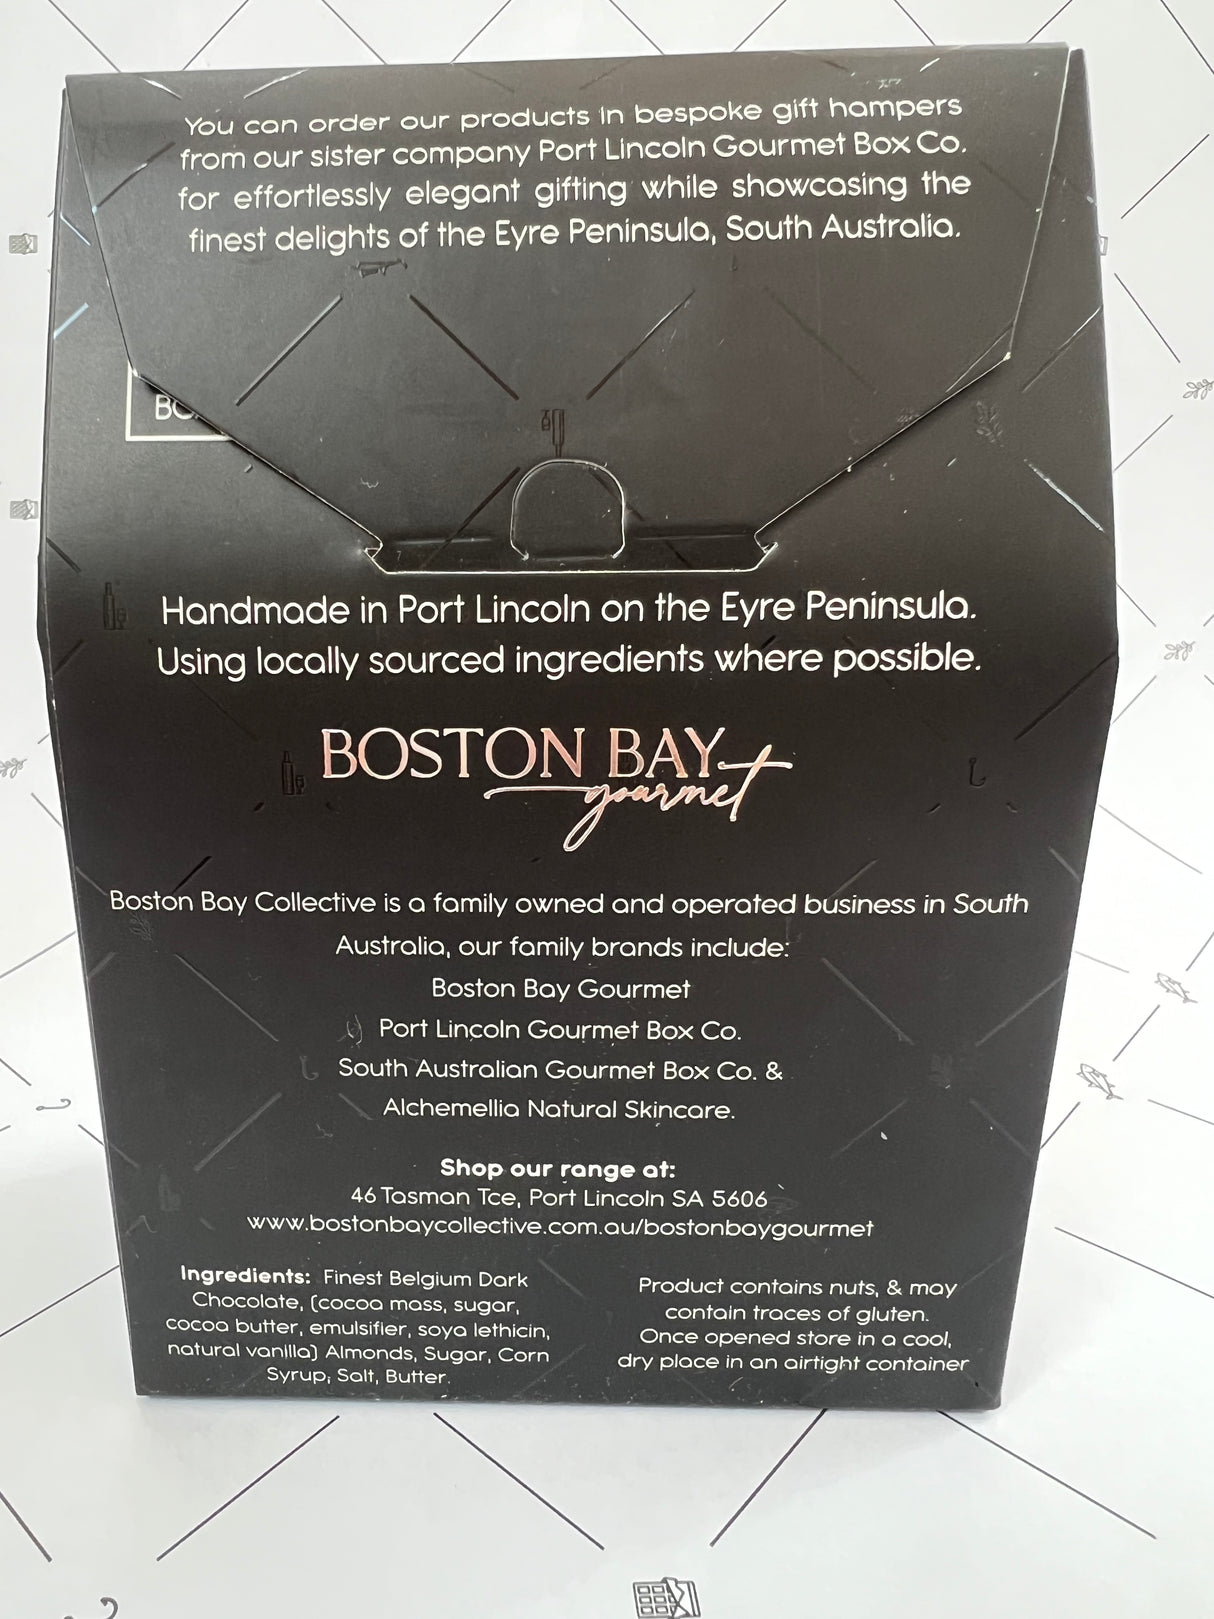 You can order our products in bespoke gift hampers
from our sister company Port Lincoln Gourmet Box Co.
for effortlessly elegant gifting while showcasing the
finest delights of the Eyre Peninsula, South Australia.
Handmade in Port Lincoln on the Eyre Peninsula.
Using locally sourced ingredients where possible.
BOSTON BAY
gourmet
Boston Bay Collective is a family owned and operated business in South
Australia, our family brands include:
Boston Bay Gourmet
Port Lincoln Gourmet Box Co.
South Australian Gourmet Box Co. &
Alchemellia Natural Skincare.
Shop our range at:
46 Tasman Tce, Port Lincoln SA 5606
www.bostonbaycollective.com.au/bostonbaygourmet
Ingredients: Finest Belgium Dark
Chocolate, (cocoa mass, sugar,
cocoa butter, emulsifier, soya lethicin,
natural vanilla) Almonds, Sugar, Corn
Syrup, Salt, Butter.
Product contains nuts, & may
contain traces of gluten.
Once opened store in a cool,
dry place in an airtight container